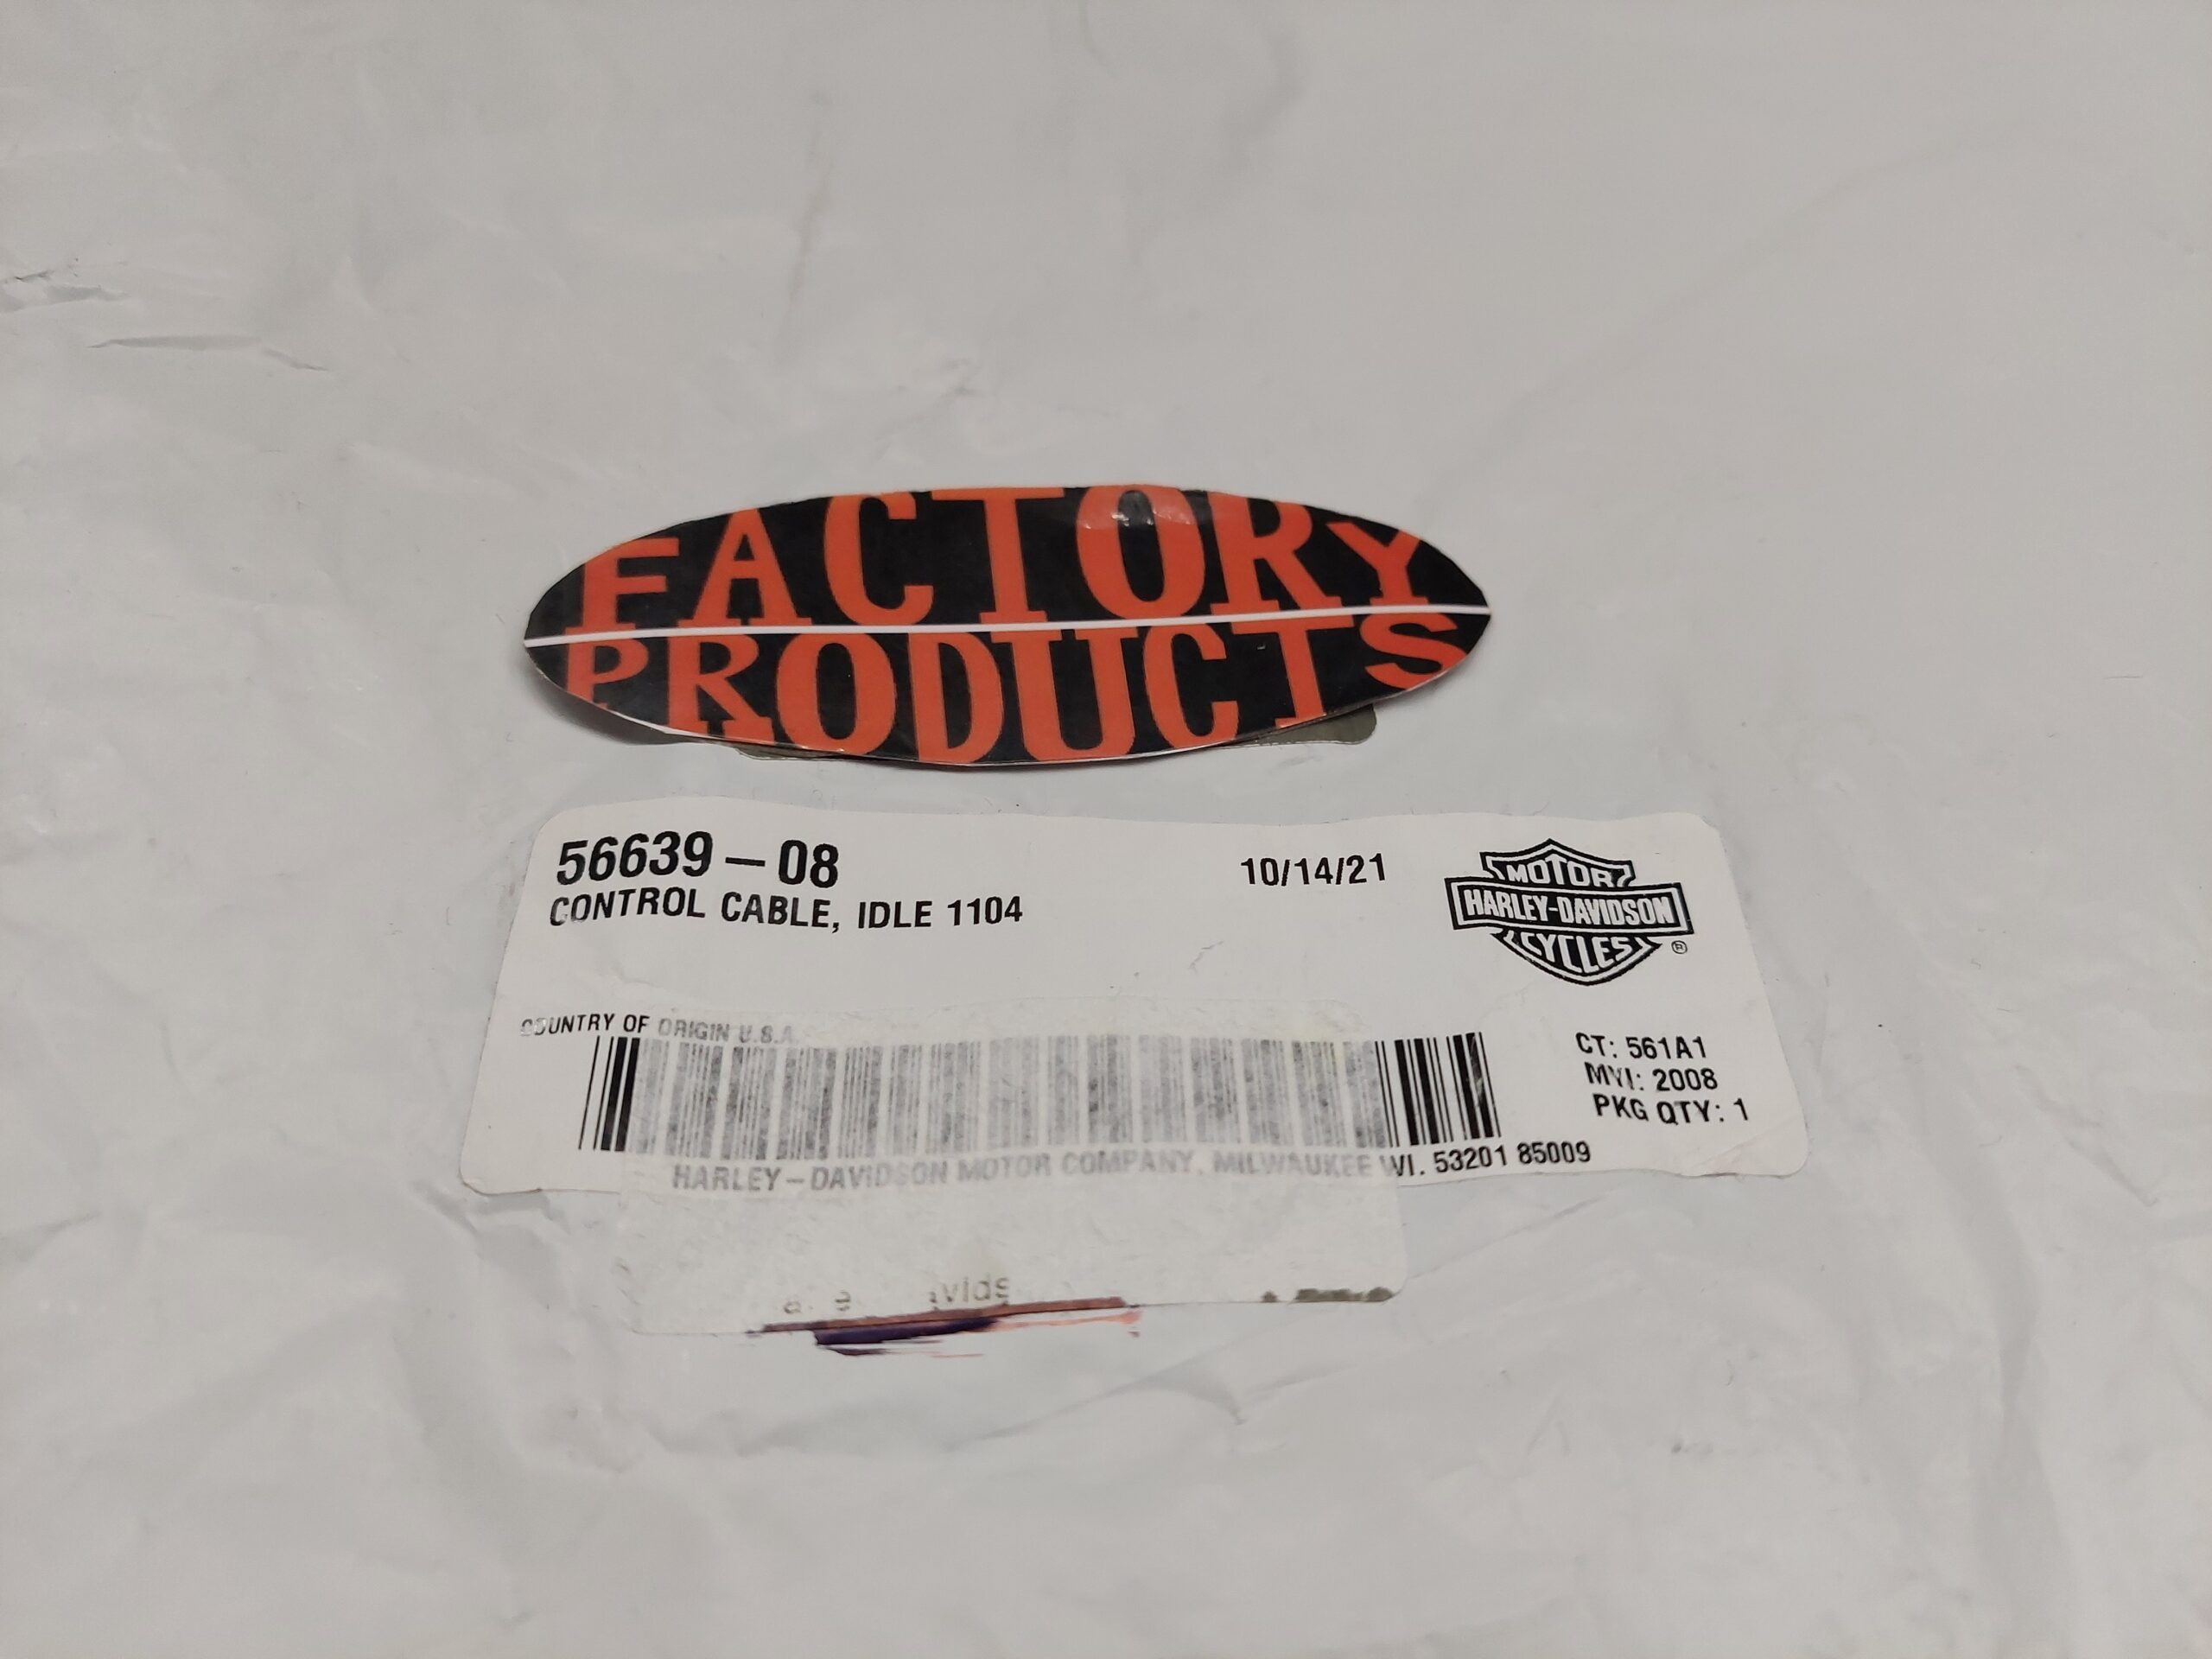 FACTORY
PRODUCTS
56639-08
CONTROL CABLE, IDLE 1104
10/14/21
MOTOR
HARLEY-DAVIDSON
CYCLES
®
COUNTRY OF ORIGIN U.S.A.
CT: 561A1
MYI: 2008
PKG QTY: 1
HARLEY-DAVIDSON MOTOR COMPANY, MILWAUKEE WI. 53201 85009